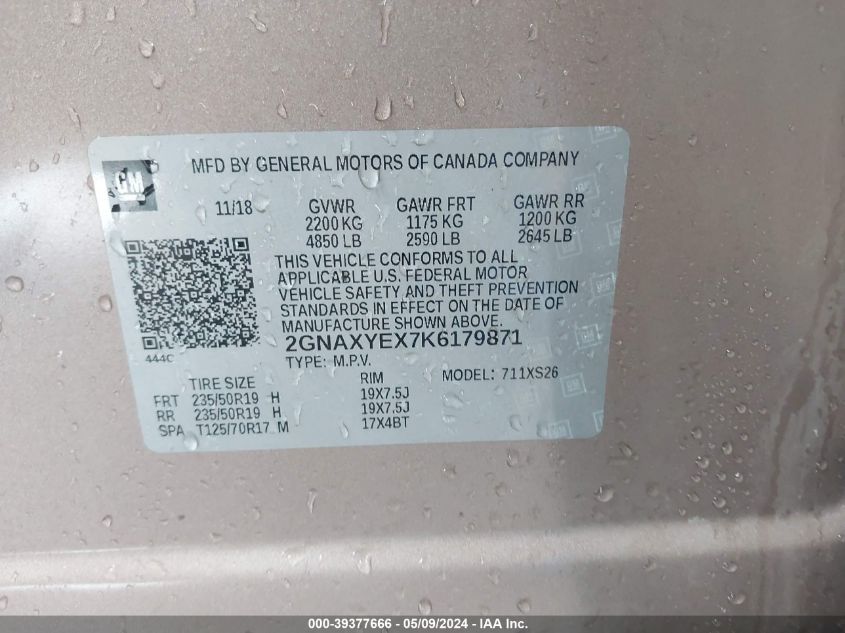 GM
MFD BY GENERAL MOTORS OF CANADA COMPANY
11/18 GVWR GAWR FRT GAWR RR
2200 KG 1175 KG 1200 KG
4850 LB 2590 LB 2645 LB
THIS VEHICLE CONFORMS TO ALL
APPLICABLE U.S. FEDERAL MOTOR
VEHICLE SAFETY AND THEFT PREVENTION
STANDARDS IN EFFECT ON THE DATE OF
MANUFACTURE SHOWN ABOVE.
2GNAXYEX7K6179871
444C TYPE: M.P.V.
TIRE SIZE RIM MODEL: 711XS26
FRT 235/50R19 H 19X7.5J
RR 235/50R19 H 19X7.5J
SPA T125/70R17 M 17X4BT
000-39377666 - 05/09/2024 - IAA Inc.